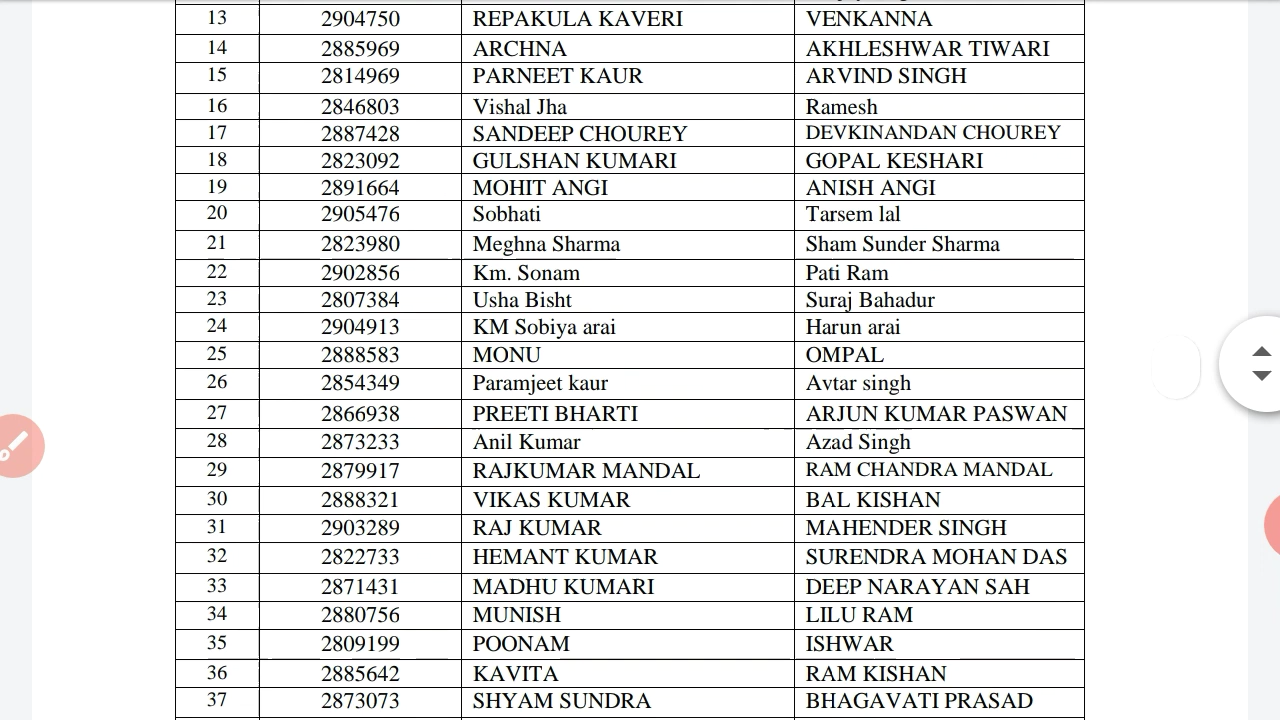 13 2904750 REPAKULA KAVERI VENKANNA
14 2885969 ARCHNA AKHLESHWAR TIWARI
15 2814969 PARNEET KAUR ARVIND SINGH
16 2846803 Vishal Jha Ramesh
17 2887428 SANDEEP CHOUREY DEVKINANDAN CHOUREY
18 2823092 GULSHAN KUMARI GOPAL KESHARI
19 2891664 MOHIT ANGI ANISH ANGI
20 2905476 Sobhati Tarsem lal
21 2823980 Meghna Sharma Sham Sunder Sharma
22 2902856 Km. Sonam Pati Ram
23 2807384 Usha Bisht Suraj Bahadur
24 2904913 KM Sobiya arai Harun arai
25 2888583 MONU OMPAL
26 2854349 Paramjeet kaur Avtar singh
27 2866938 PREETI BHARTI ARJUN KUMAR PASWAN
28 2873233 Anil Kumar Azad Singh
29 2879917 RAJKUMAR MANDAL RAM CHANDRA MANDAL
30 2888321 VIKAS KUMAR BAL KISHAN
31 2903289 RAJ KUMAR MAHENDER SINGH
32 2822733 HEMANT KUMAR SURENDRA MOHAN DAS
33 2871431 MADHU KUMARI DEEP NARAYAN SAH
34 2880756 MUNISH LILU RAM
35 2809199 POONAM ISHWAR
36 2885642 KAVITA RAM KISHAN
37 2873073 SHYAM SUNDRA BHAGAVATI PRASAD